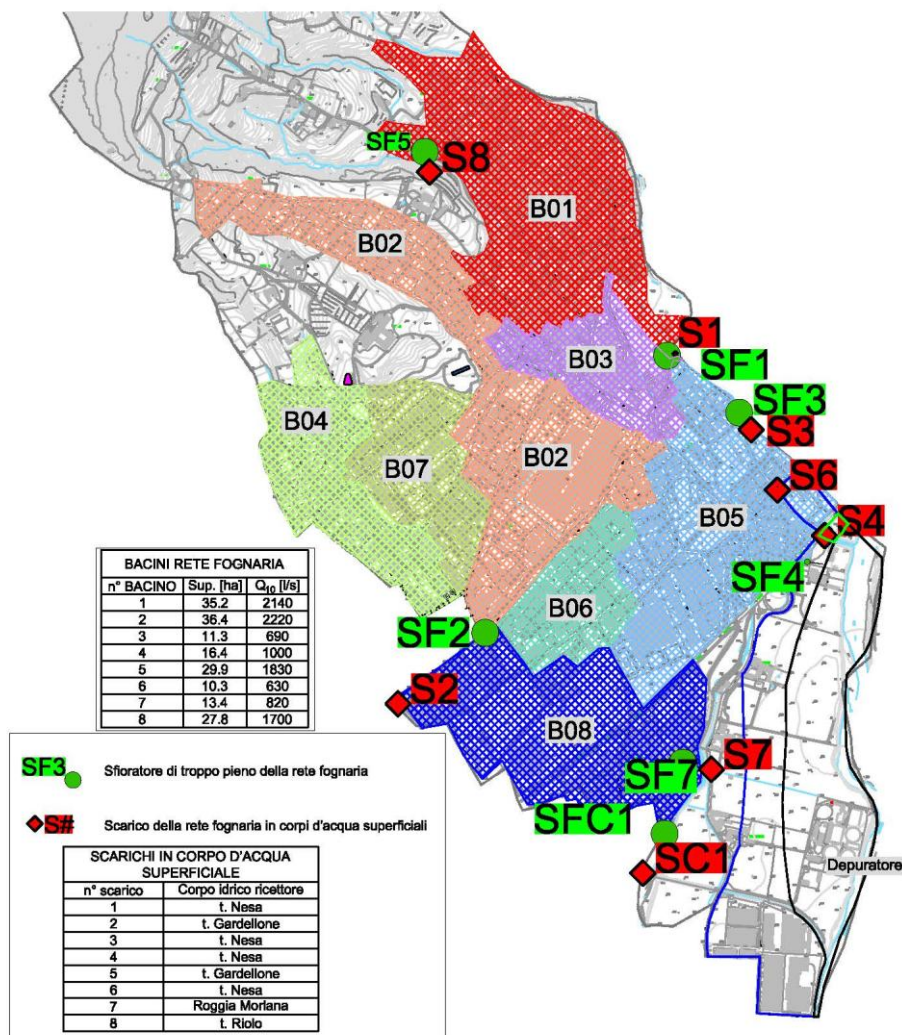 SF5
S8
B01
B02
S1
SF1
B03
SF3
S3
B04
B07
B02
S6
B05
S4
SF4
B06
SF2
S2
B08
SF7
S7
SFC1
SC1
Depuratore
BACINI RETE FOGNARIA
n° BACINO Sup. [ha] Q10 [l/s]
1 35.2 2140
2 36.4 2220
3 11.3 690
4 16.4 1000
5 29.9 1830
6 10.3 630
7 13.4 820
8 27.8 1700
SF3 Sfioratore di troppo pieno della rete fognaria
S# Scarico della rete fognaria in corpi d'acqua superficiali
SCARICHI IN CORPO D'ACQUA
SUPERFICIALE
n° scarico Corpo idrico ricettore
1 t. Nesa
2 t. Gardellone
3 t. Nesa
4 t. Nesa
5 t. Gardellone
6 t. Nesa
7 Roggia Morlana
8 t. Riolo